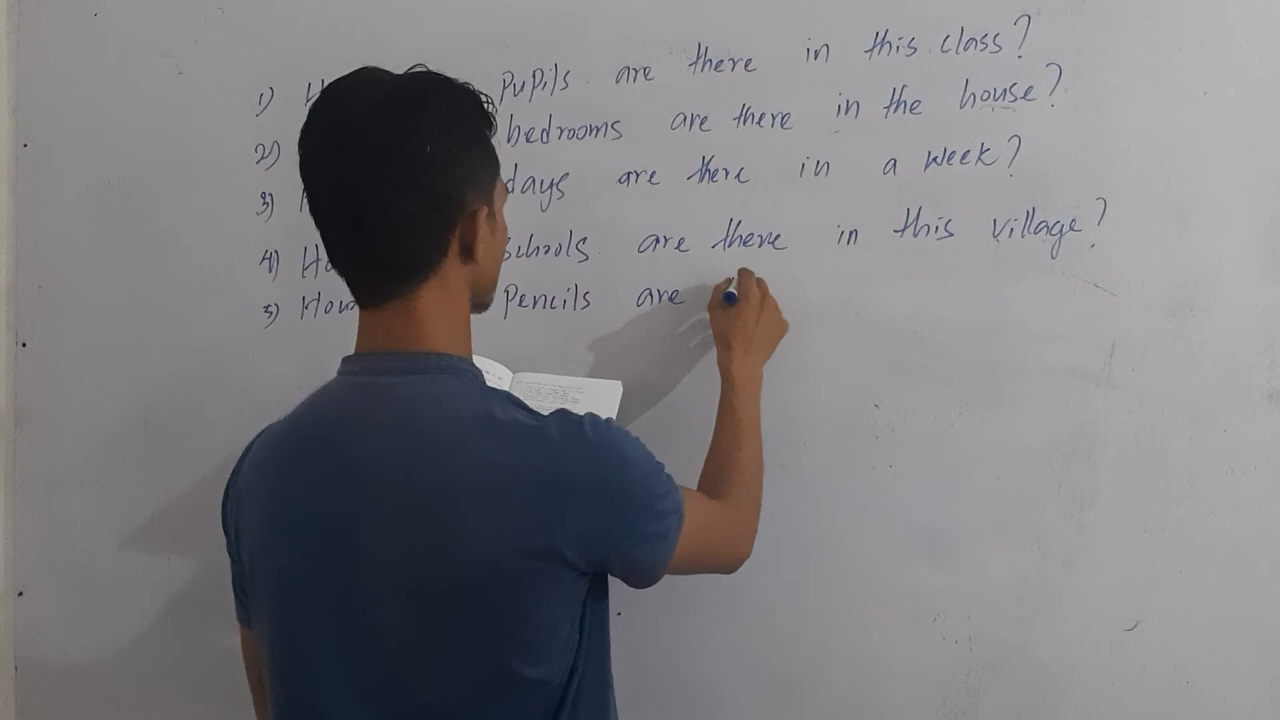 1) pupils are there in this class?
2) bedrooms are there in the house?
3) days are there in a week?
4) schools are there in this village?
5) How pencils are